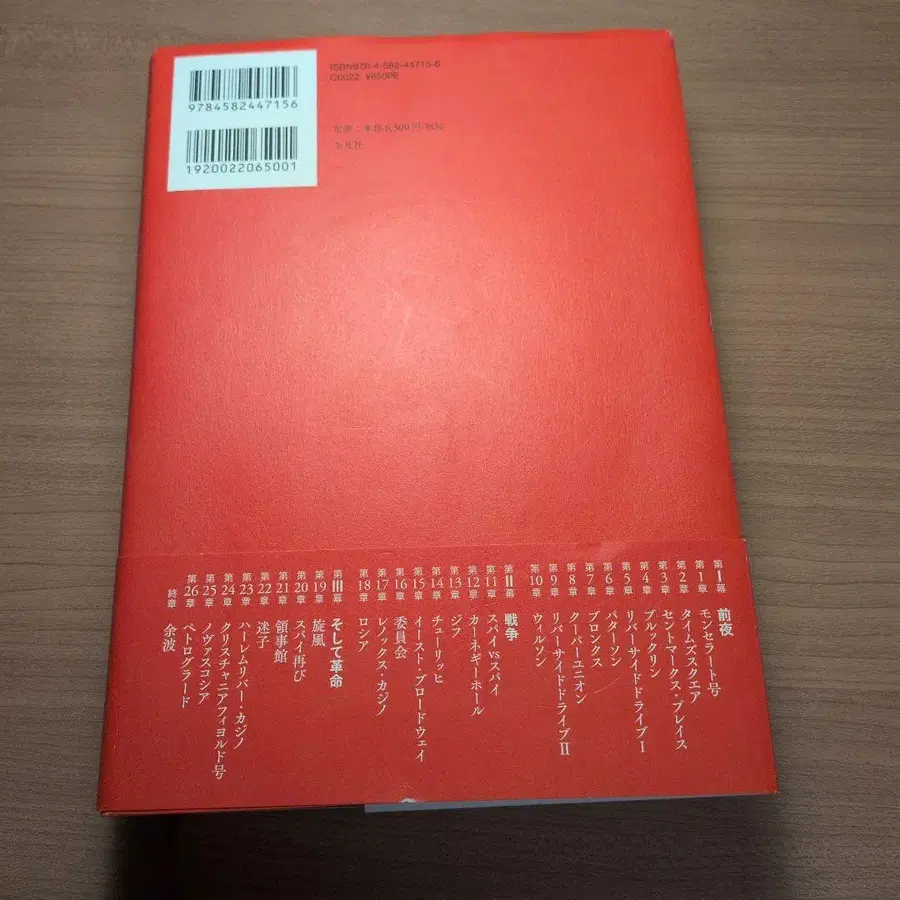 ISBN978-4-582-44715-6
C0022 ¥6500E
9784582447156
1920022065001
定価：本体6,500円(税別)
平凡社
第I幕 前夜
第1章 モンセラート号
第2章 タイムズスクエア
第3章 セントマークス・プレイス
第4章 ブルックリン
第5章 リバーサイドドライブI
第6章 パターソン
第7章 ブロンクス
第8章 クーパーユニオン
第9章 リバーサイドドライブII
第10章 ウィルソン
第II幕 戦争
第11章 スパイvsスパイ
第12章 カーネギーホール
第13章 ジフ
第14章 チューリッヒ
第15章 イースト・ブロードウェイ
第16章 委員会
第17章 レノックス・カジノ
第18章 ロシア
第III幕 そして革命
第19章 旋風
第20章 スパイ再び
第21章 領事館
第22章 迷子
第23章 ハーレムリバー・カジノ
第24章 クリスチャニアフィヨルド号
第25章 ノヴァスコシア
第26章 ペトログラード
終章 余波